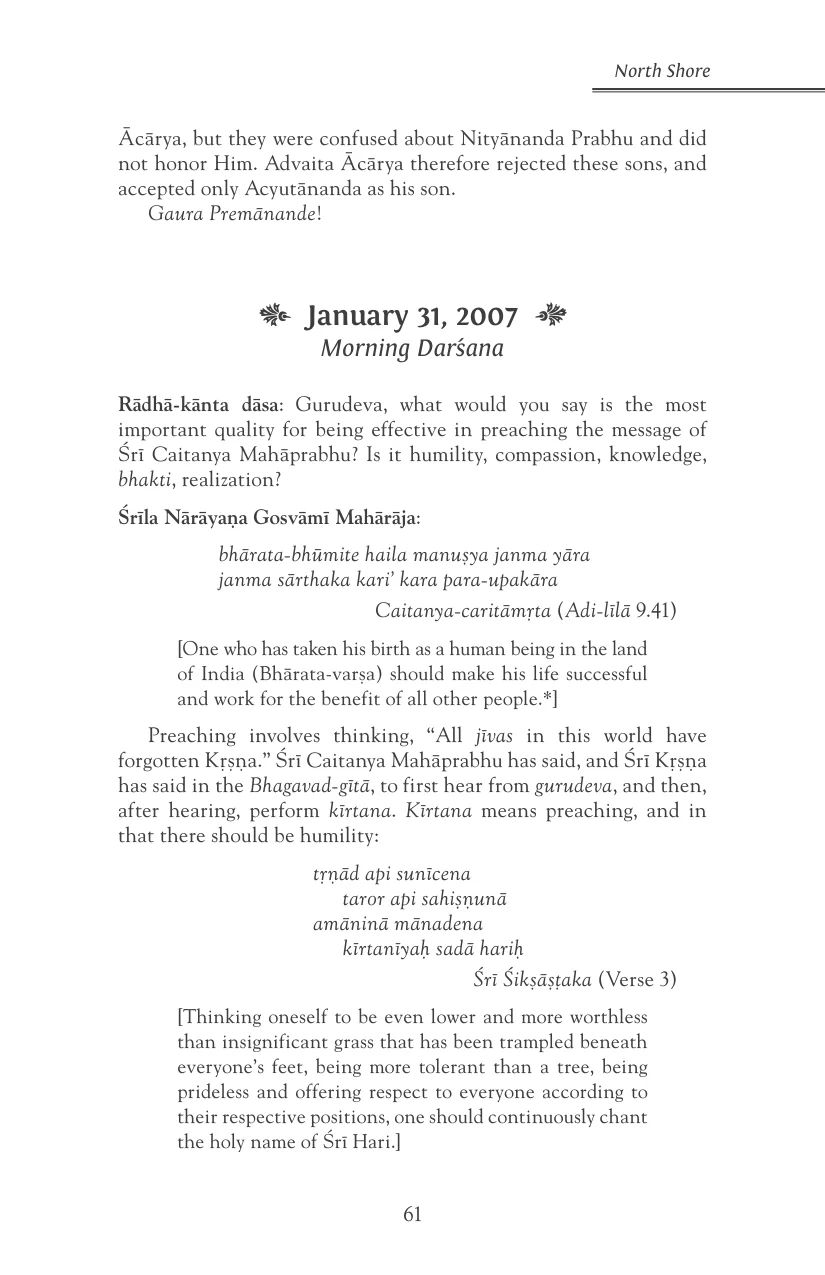 North Shore
Ācārya, but they were confused about Nityānanda Prabhu and did
not honor Him. Advaita Ācārya therefore rejected these sons, and
accepted only Acyutānanda as his son.
Gaura Premānande!
January 31, 2007
Morning Darśana
Rādhā-kānta dāsa: Gurudeva, what would you say is the most
important quality for being effective in preaching the message of
Śrī Caitanya Mahāprabhu? Is it humility, compassion, knowledge,
bhakti, realization?
Śrīla Nārāyaṇa Gosvāmī Mahārāja:
bhārata-bhūmite haila manuṣya janma yāra
janma sārthaka kari’ kara para-upakāra
Caitanya-caritāmṛta (Adi-līlā 9.41)
[One who has taken his birth as a human being in the land
of India (Bhārata-varṣa) should make his life successful
and work for the benefit of all other people.*]
Preaching involves thinking, “All jīvas in this world have
forgotten Kṛṣṇa.” Śrī Caitanya Mahāprabhu has said, and Śrī Kṛṣṇa
has said in the Bhagavad-gītā, to first hear from gurudeva, and then,
after hearing, perform kīrtana. Kīrtana means preaching, and in
that there should be humility:
tṛṇād api sunīcena
taror api sahiṣṇunā
amāninā mānadena
kīrtanīyaḥ sadā hariḥ
Śrī Śikṣāṣṭaka (Verse 3)
[Thinking oneself to be even lower and more worthless
than insignificant grass that has been trampled beneath
everyone’s feet, being more tolerant than a tree, being
prideless and offering respect to everyone according to
their respective positions, one should continuously chant
the holy name of Śrī Hari.]
61